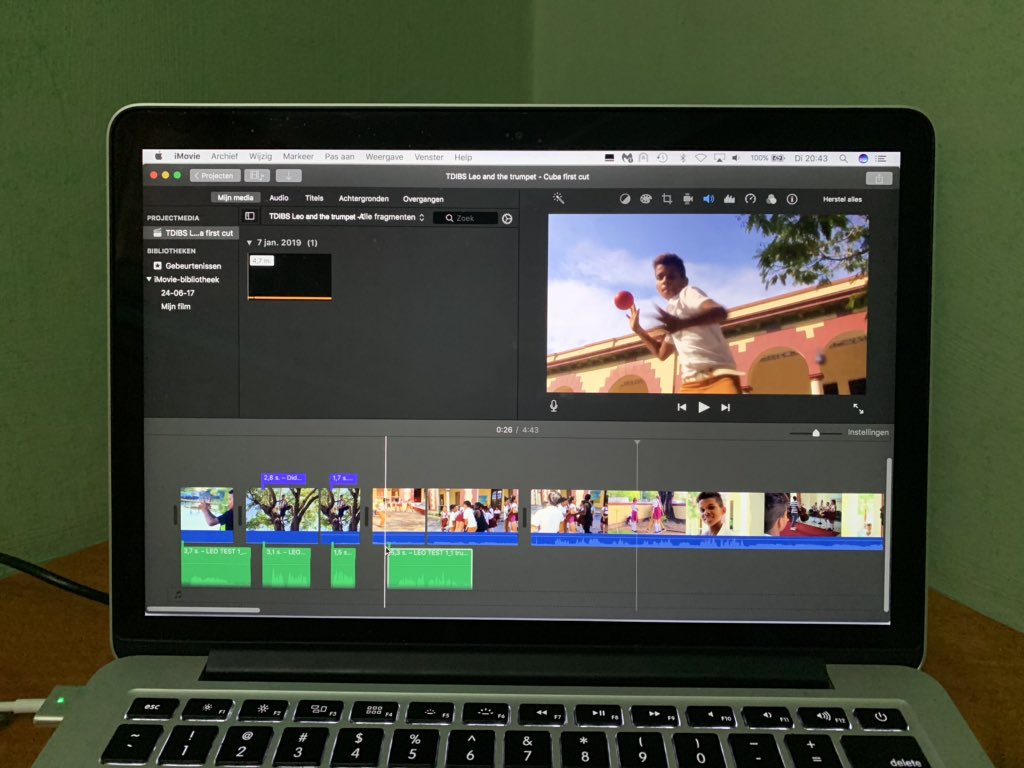 iMovie Archief Wijzig Markeer Pas aan Weergave Venster Help 100% Di 20:43
Projecten TDIBS Leo and the trumpet - Cuba first cut
Mijn media Audio Titels Achtergronden Overgangen Herstel alles
PROJECTMEDIA TDIBS Leo and the trumpet - Alle fragmenten Zoek
TDIBS L...a first cut
BIBLIOTHEKEN
Gebeurtenissen
iMovie-bibliotheek
24-06-17
Mijn film
7 jan. 2019 (1)
4,7 m.
0:26 / 4:43 Instellingen
2,8 s. – Did... 1,7 s....
3,7 s. – LEO TEST 1_... 3,1 s. – LEO... 1,5 s... 5,3 s. – LEO TEST 1_1 tru...
esc F1 F2 F3 F4 F5 F6 F7 F8 F9 F10 F11 F12
~ ! @ # $ % ^ & * ( ) _ +
` 1 2 3 4 5 6 7 8 9 0 - = delete